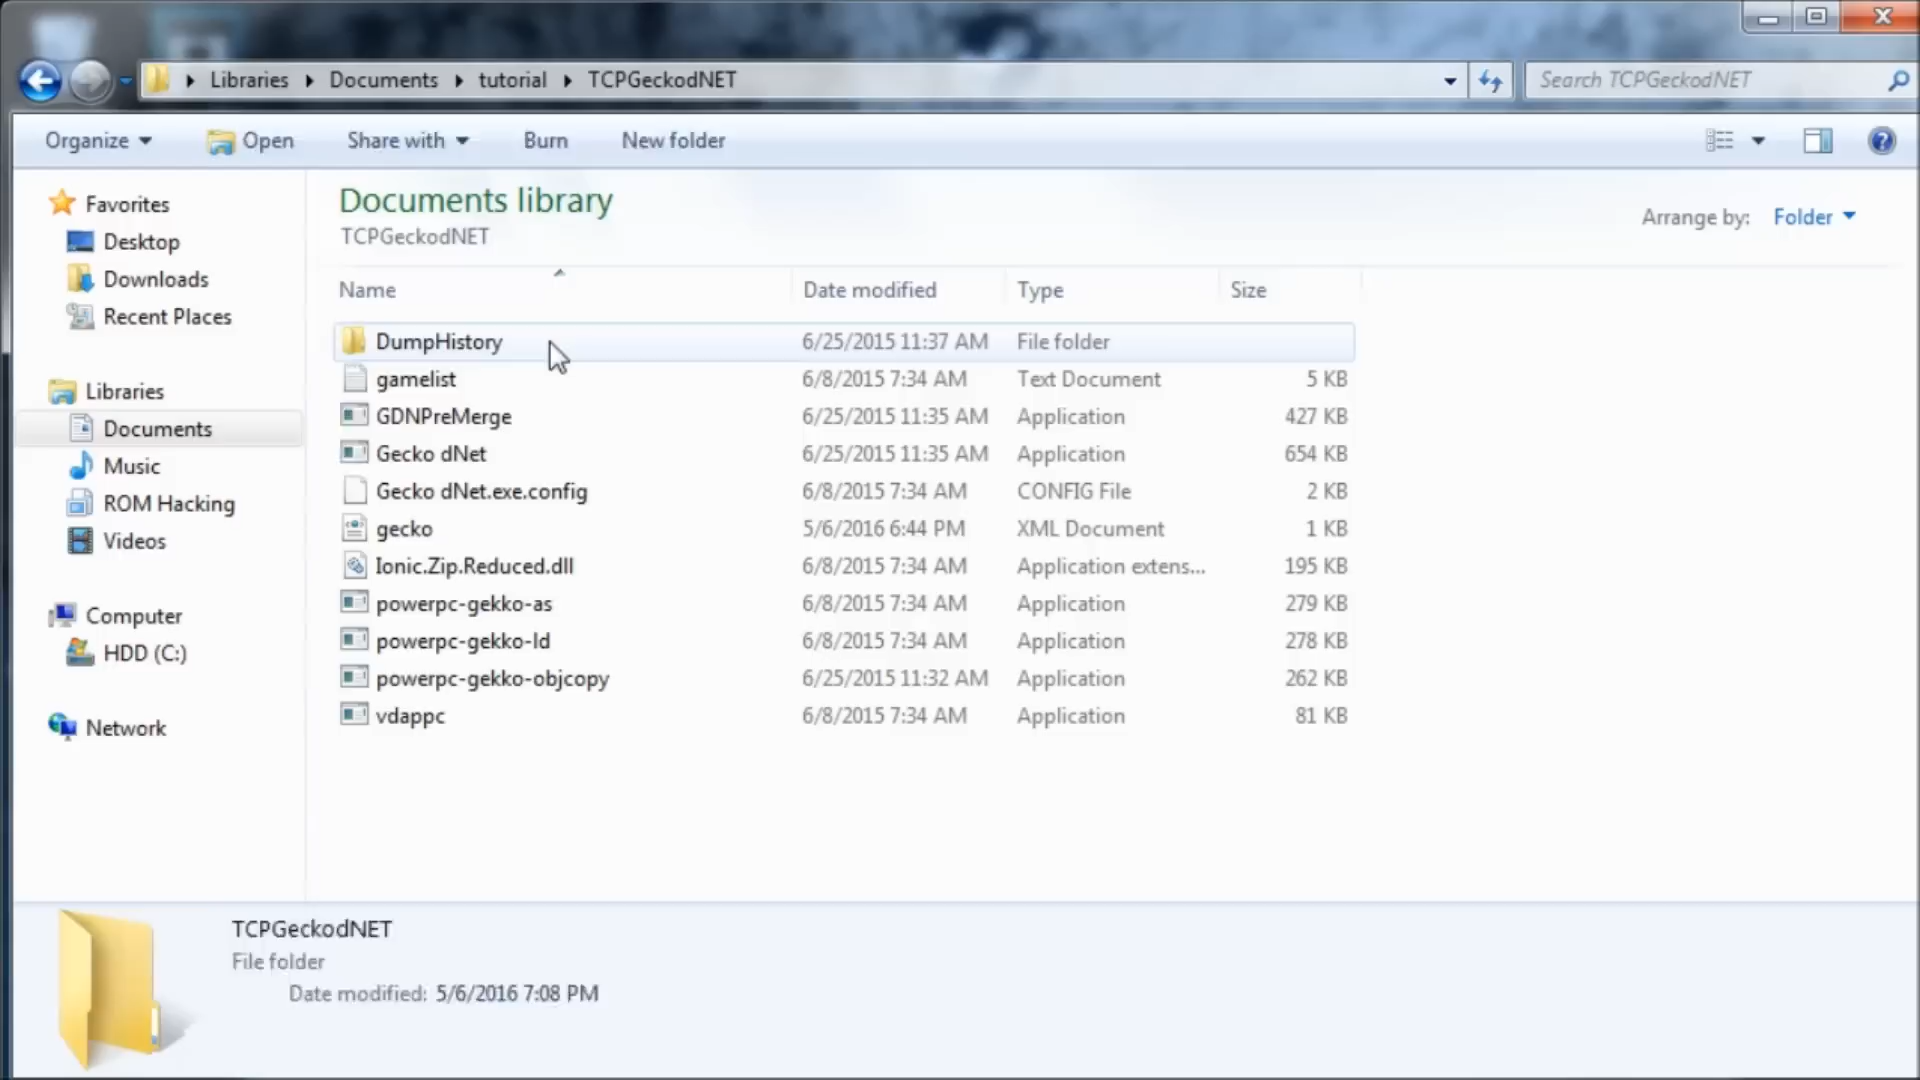 Libraries Documents tutorial TCPGeckodNET Search TCPGeckodNET
Organize Open Share with Burn New folder
Favorites
Desktop
Downloads
Recent Places
Libraries
Documents
Music
ROM Hacking
Videos
Computer
HDD (C:)
Network
Documents library
TCPGeckodNET
Arrange by: Folder
Name Date modified Type Size
DumpHistory 6/25/2015 11:37 AM File folder
gamelist 6/8/2015 7:34 AM Text Document 5 KB
GDNPreMerge 6/25/2015 11:35 AM Application 427 KB
Gecko dNet 6/25/2015 11:35 AM Application 654 KB
Gecko dNet.exe.config 6/8/2015 7:34 AM CONFIG File 2 KB
gecko 5/6/2016 6:44 PM XML Document 1 KB
Ionic.Zip.Reduced.dll 6/8/2015 7:34 AM Application extens... 195 KB
powerpc-gekko-as 6/8/2015 7:34 AM Application 279 KB
powerpc-gekko-ld 6/8/2015 7:34 AM Application 278 KB
powerpc-gekko-objcopy 6/25/2015 11:32 AM Application 262 KB
vdappc 6/8/2015 7:34 AM Application 81 KB
TCPGeckodNET
File folder
Date modified: 5/6/2016 7:08 PM